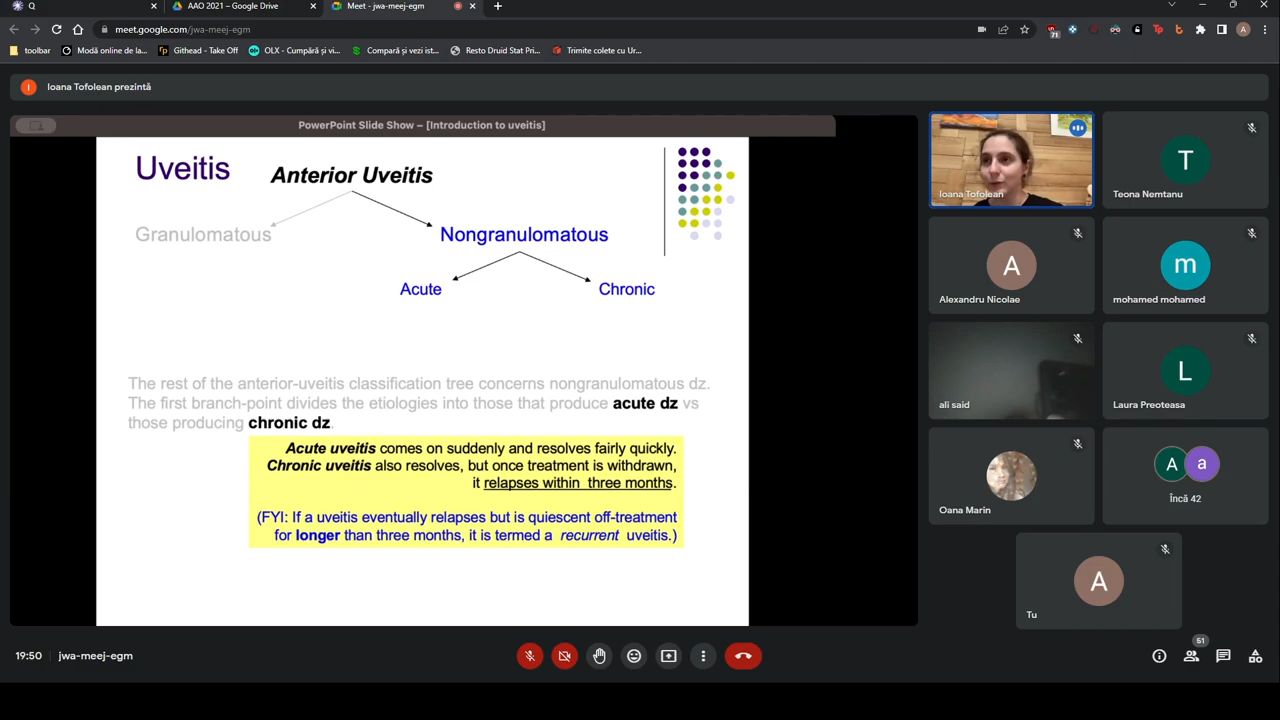 Q
AAO 2021 – Google Drive
Meet - jwa-meej-egm
meet.google.com/jwa-meej-egm
71
A
toolbar
Modă online de la...
Githead - Take Off
OLX - Cumpără și vi...
Compară și vezi ist...
Resto Druid Stat Pri...
Trimite colete cu Ur...
I
Ioana Tofolean prezintă
PowerPoint Slide Show – [Introduction to uveitis]
Uveitis
Anterior Uveitis
Granulomatous
Nongranulomatous
Acute
Chronic
The rest of the anterior-uveitis classification tree concerns nongranulomatous dz.
The first branch-point divides the etiologies into those that produce acute dz vs
those producing chronic dz.
Acute uveitis comes on suddenly and resolves fairly quickly.
Chronic uveitis also resolves, but once treatment is withdrawn,
it relapses within three months.
(FYI: If a uveitis eventually relapses but is quiescent off-treatment
for longer than three months, it is termed a recurrent uveitis.)
Ioana Tofolean
T
Teona Nemtanu
A
Alexandru Nicolae
m
mohamed mohamed
ali said
L
Laura Preoteasa
Oana Marin
A
a
Încă 42
A
Tu
19:50
jwa-meej-egm
51